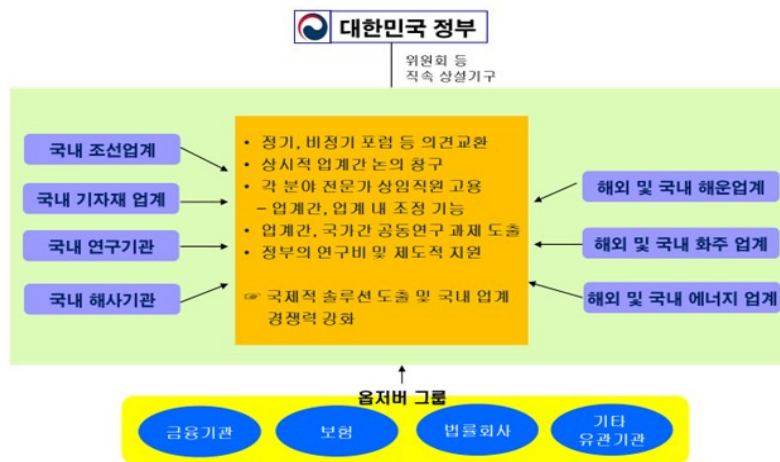 대한민국 정부
위원회 등
직속 상설기구
국내 조선업계
국내 기자재 업계
국내 연구기관
국내 해사기관
• 정기, 비정기 포럼 등 의견교환
• 상시적 업계간 논의 창구
• 각 분야 전문가 상임직원 고용
– 업계간, 업계 내 조정 기능
• 업계간, 국가간 공동연구 과제 도출
• 정부의 연구비 및 제도적 지원
☞ 국제적 솔루션 도출 및 국내 업계
경쟁력 강화
해외 및 국내 해운업계
해외 및 국내 화주 업계
해외 및 국내 에너지 업계
옵저버 그룹
금융기관
보험
법률회사
기타
유관기관